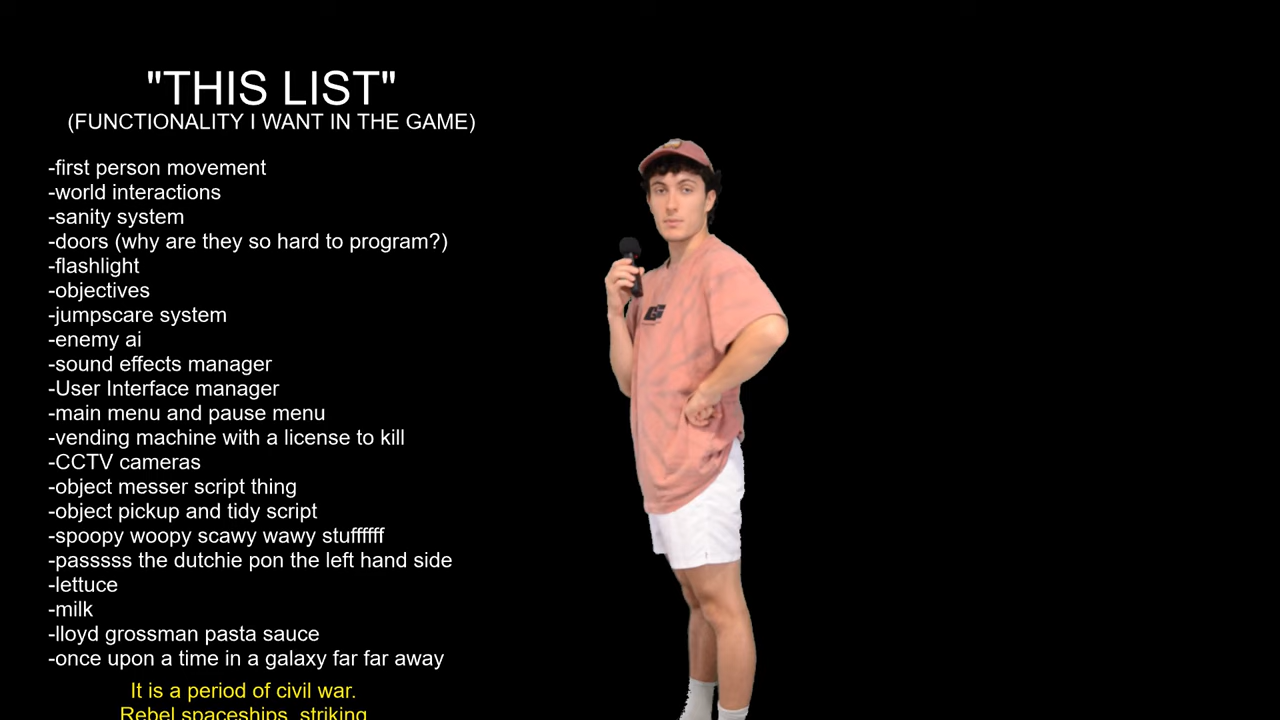 "THIS LIST"
(FUNCTIONALITY I WANT IN THE GAME)
-first person movement
-world interactions
-sanity system
-doors (why are they so hard to program?)
-flashlight
-objectives
-jumpscare system
-enemy ai
-sound effects manager
-User Interface manager
-main menu and pause menu
-vending machine with a license to kill
-CCTV cameras
-object messer script thing
-object pickup and tidy script
-spoopy woopy scawy wawy stuffffff
-passsss the dutchie pon the left hand side
-lettuce
-milk
-lloyd grossman pasta sauce
-once upon a time in a galaxy far far away
It is a period of civil war.
Rebel spaceships, striking